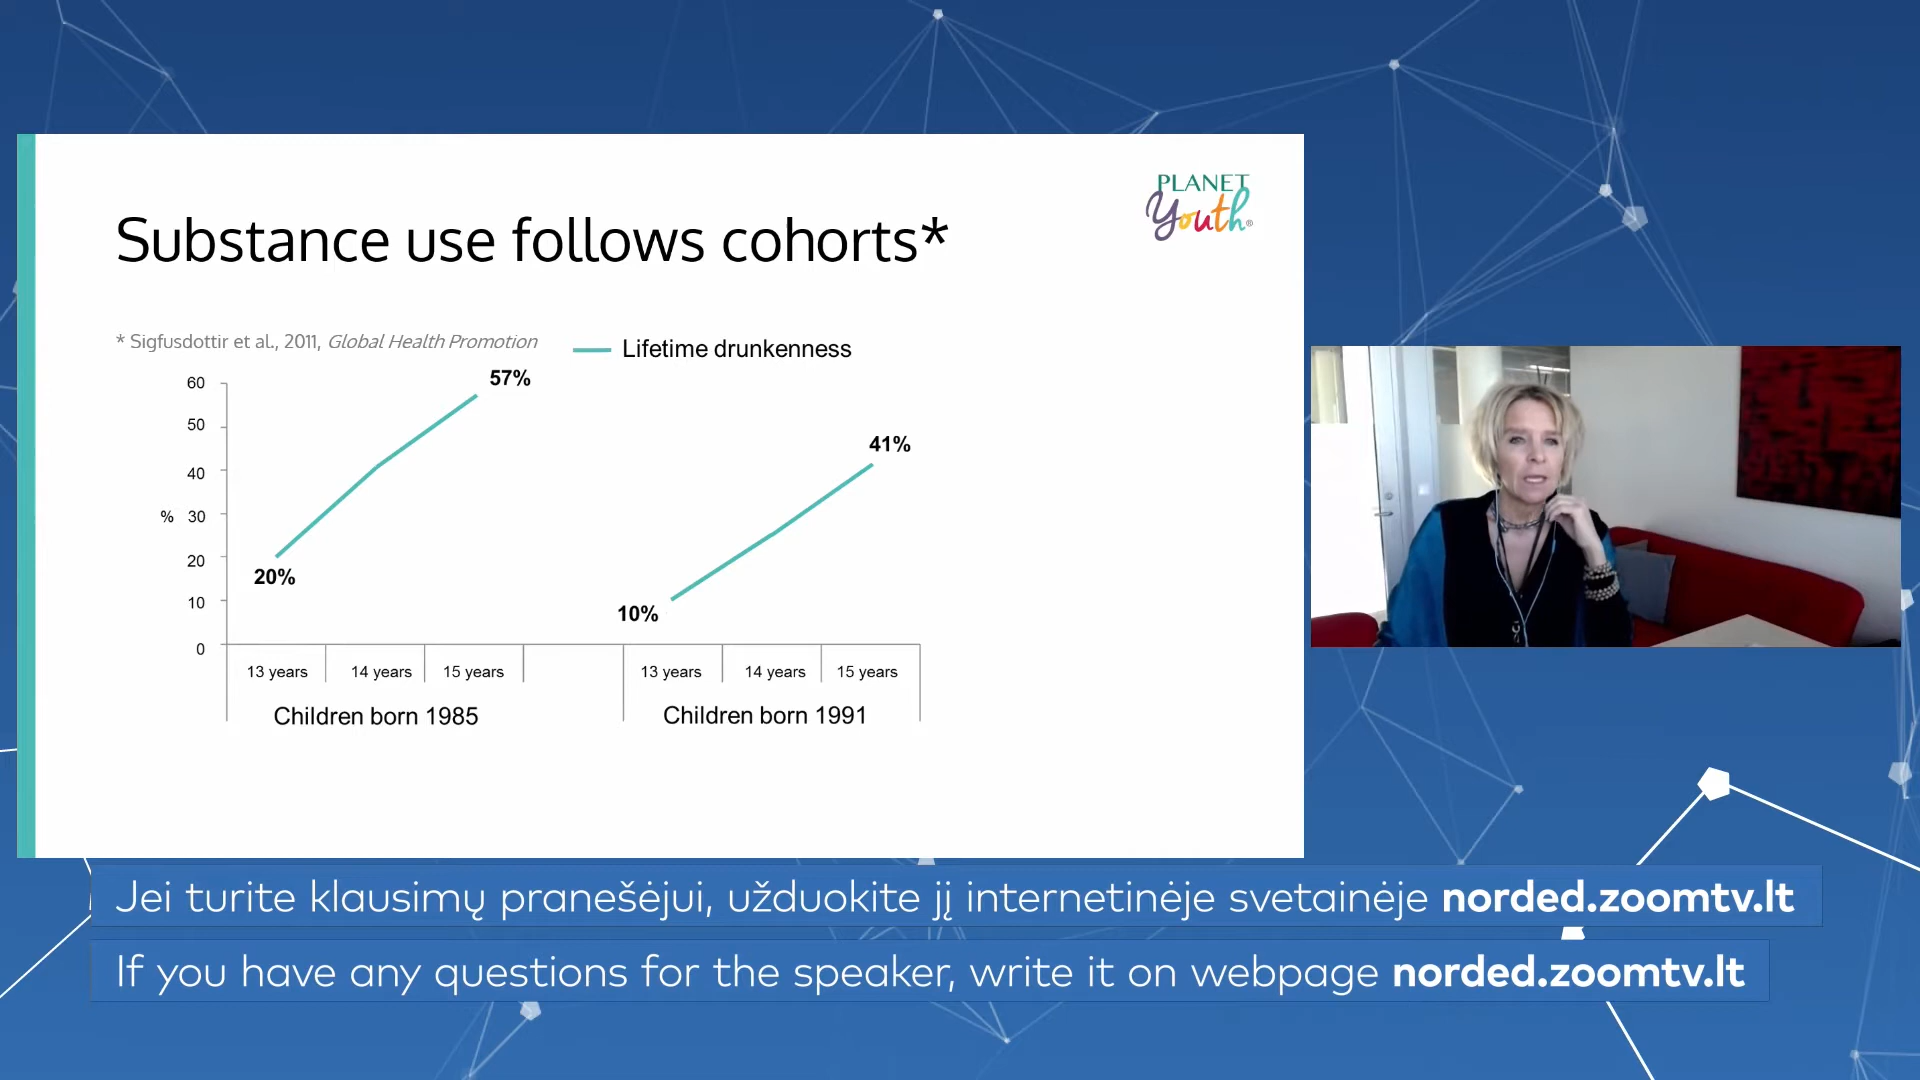 PLANET
Youth®
Substance use follows cohorts*
* Sigfusdottir et al., 2011, Global Health Promotion
Lifetime drunkenness
60
50
40
% 30
20
10
0
57%
20%
41%
10%
13 years 14 years 15 years 13 years 14 years 15 years
Children born 1985 Children born 1991
Jei turite klausimų pranešėjui, užduokite jį internetinėje svetainėje norded.zoomtv.lt
If you have any questions for the speaker, write it on webpage norded.zoomtv.lt